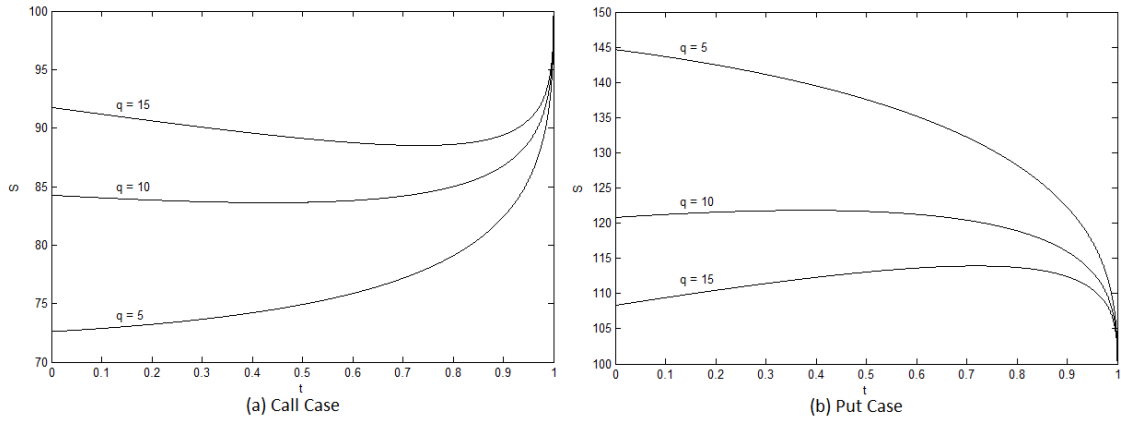 100
95
90
85
80
75
70
S
q = 15
q = 10
q = 5
0 0.1 0.2 0.3 0.4 0.5 0.6 0.7 0.8 0.9 1
t
(a) Call Case
150
145
140
135
130
125
120
115
110
105
100
S
q = 5
q = 10
q = 15
0 0.1 0.2 0.3 0.4 0.5 0.6 0.7 0.8 0.9 1
t
(b) Put Case